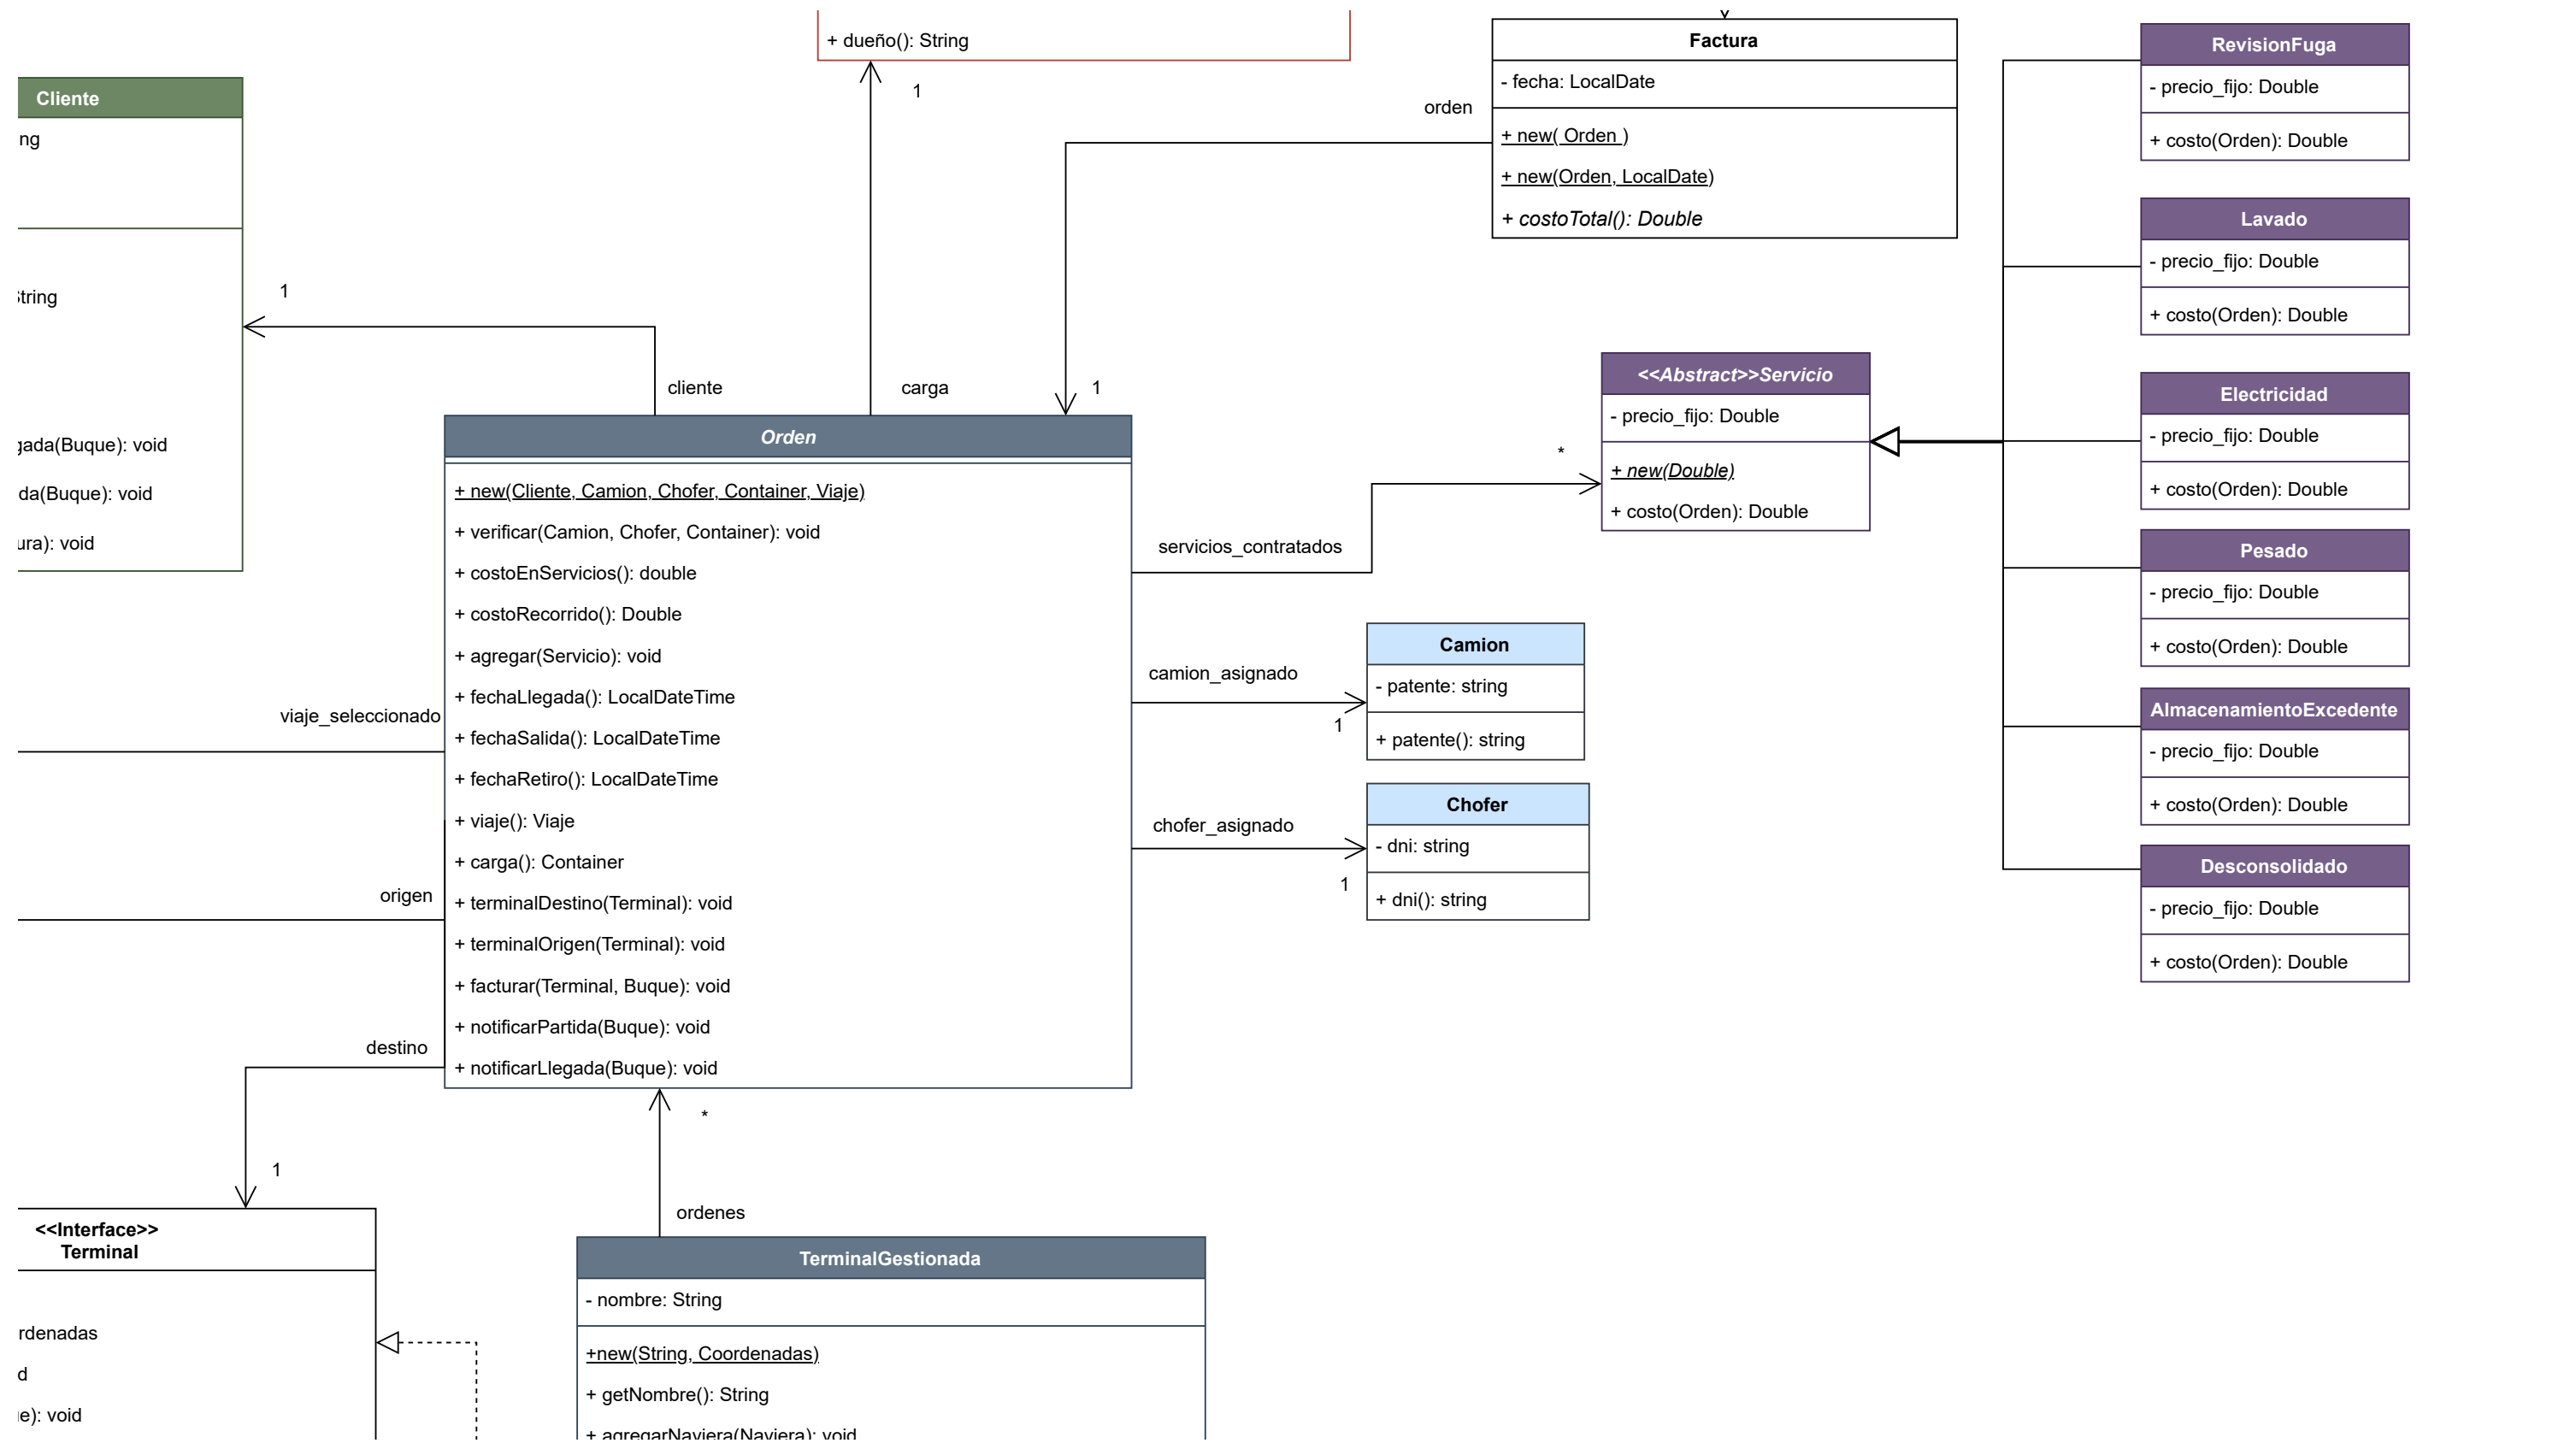 + dueño(): String
1
Cliente
1
cliente
carga
Factura
- fecha: LocalDate
+ new( Orden )
+ new(Orden, LocalDate)
+ costoTotal(): Double
orden
1
Orden
+ new(Cliente, Camion, Chofer, Container, Viaje)
+ verificar(Camion, Chofer, Container): void
+ costoEnServicios(): double
+ costoRecorrido(): Double
+ agregar(Servicio): void
+ fechaLlegada(): LocalDateTime
+ fechaSalida(): LocalDateTime
+ fechaRetiro(): LocalDateTime
+ viaje(): Viaje
+ carga(): Container
+ terminalDestino(Terminal): void
+ terminalOrigen(Terminal): void
+ facturar(Terminal, Buque): void
+ notificarPartida(Buque): void
+ notificarLlegada(Buque): void
ng
String
gada(Buque): void
da(Buque): void
ura): void
viaje_seleccionado
origen
destino
1
servicios_contratados
*
<<Abstract>>Servicio
- precio_fijo: Double
+ new(Double)
+ costo(Orden): Double
camion_asignado
1
Camion
- patente: string
+ patente(): string
chofer_asignado
1
Chofer
- dni: string
+ dni(): string
RevisionFuga
- precio_fijo: Double
+ costo(Orden): Double
Lavado
- precio_fijo: Double
+ costo(Orden): Double
Electricidad
- precio_fijo: Double
+ costo(Orden): Double
Pesado
- precio_fijo: Double
+ costo(Orden): Double
AlmacenamientoExcedente
- precio_fijo: Double
+ costo(Orden): Double
Desconsolidado
- precio_fijo: Double
+ costo(Orden): Double
*
ordenes
<<Interface>>
Terminal
rdenadas
d
e): void
TerminalGestionada
- nombre: String
+new(String, Coordenadas)
+ getNombre(): String
+ agregarNaviera(Naviera): void